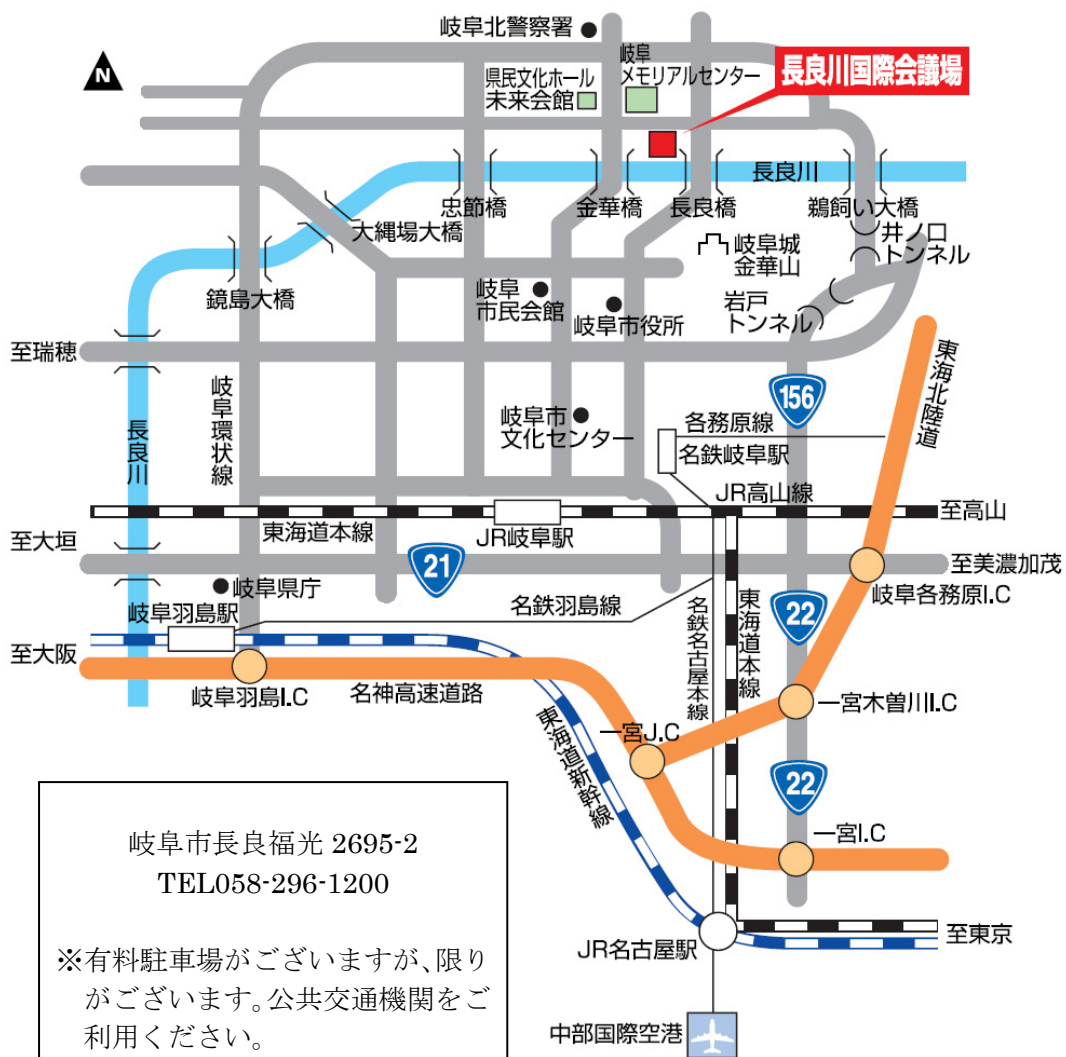 岐阜北警察署
N
岐阜
メモリアルセンター
県民文化ホール
未来会館
長良川国際会議場
長良川
忠節橋
金華橋
長良橋
鵜飼い大橋
大縄場大橋
岐阜城
金華山
井ノ口
トンネル
鏡島大橋
岐阜
市民会館
岐阜市役所
岩戸
トンネル
至瑞穂
岐阜環状線
東海北陸道
156
長良川
岐阜市
文化センター
各務原線
名鉄岐阜駅
JR高山線
至高山
東海道本線
JR岐阜駅
至大垣
21
至美濃加茂
岐阜県庁
岐阜各務原I.C
岐阜羽島駅
名鉄羽島線
名鉄名古屋本線
東海道本線
22
至大阪
岐阜羽島I.C
名神高速道路
一宮木曽川I.C
一宮J.C
東海道新幹線
22
一宮I.C
岐阜市長良福光 2695-2
TEL058-296-1200
※有料駐車場がございますが、限り
がございます。公共交通機関をご
利用ください。
JR名古屋駅
至東京
中部国際空港